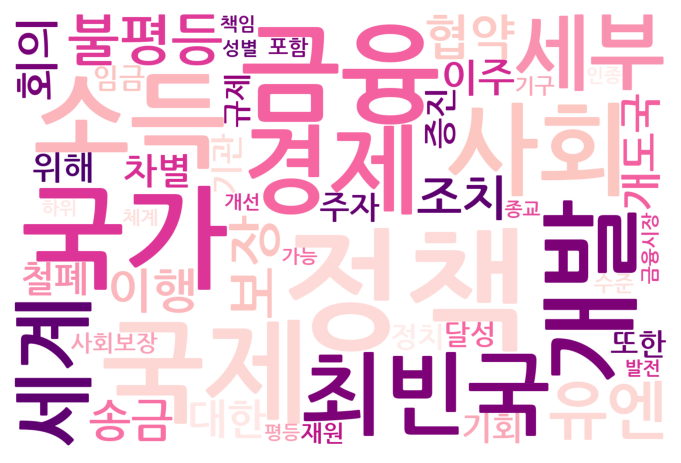 회의
불평등
책임
성별
포함
금융
협약
세부
임금
소득
규제
증진
이주
기구
인종
경제
사회
개도국
위해
차별
기관
국가
개선
주자
조치
종교
하위
체계
보장
개발
금융시장
철폐
이행
가능
정책
수준
세계
사회보장
국제
정치
달성
또한
최빈국
발전
송금
대한
평등
재원
기회
유엔